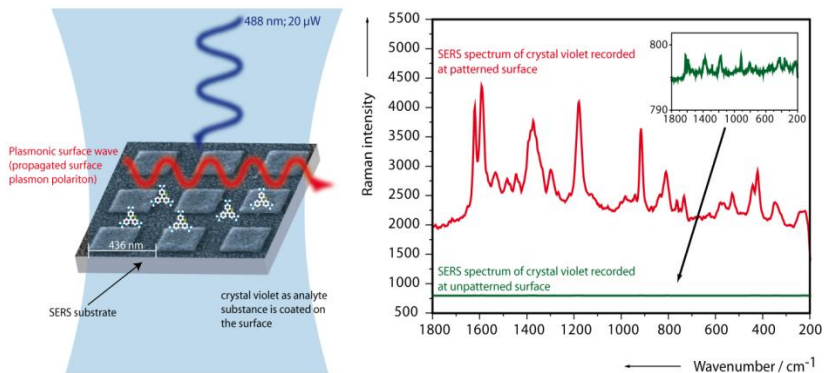 488 nm; 20 µW
Plasmonic surface wave
(propagated surface
plasmon polariton)
436 nm
SERS substrate
crystal violet as analyte
substance is coated on
the surface
Raman intensity
5500
5000
4500
4000
3500
3000
2500
2000
1500
1000
500
SERS spectrum of crystal violet recorded
at patterned surface
800
790
1800 1400 1000 600 200
SERS spectrum of crystal violet recorded
at unpatterned surface
1800 1600 1400 1200 1000 800 600 400 200
Wavenumber / cm⁻¹